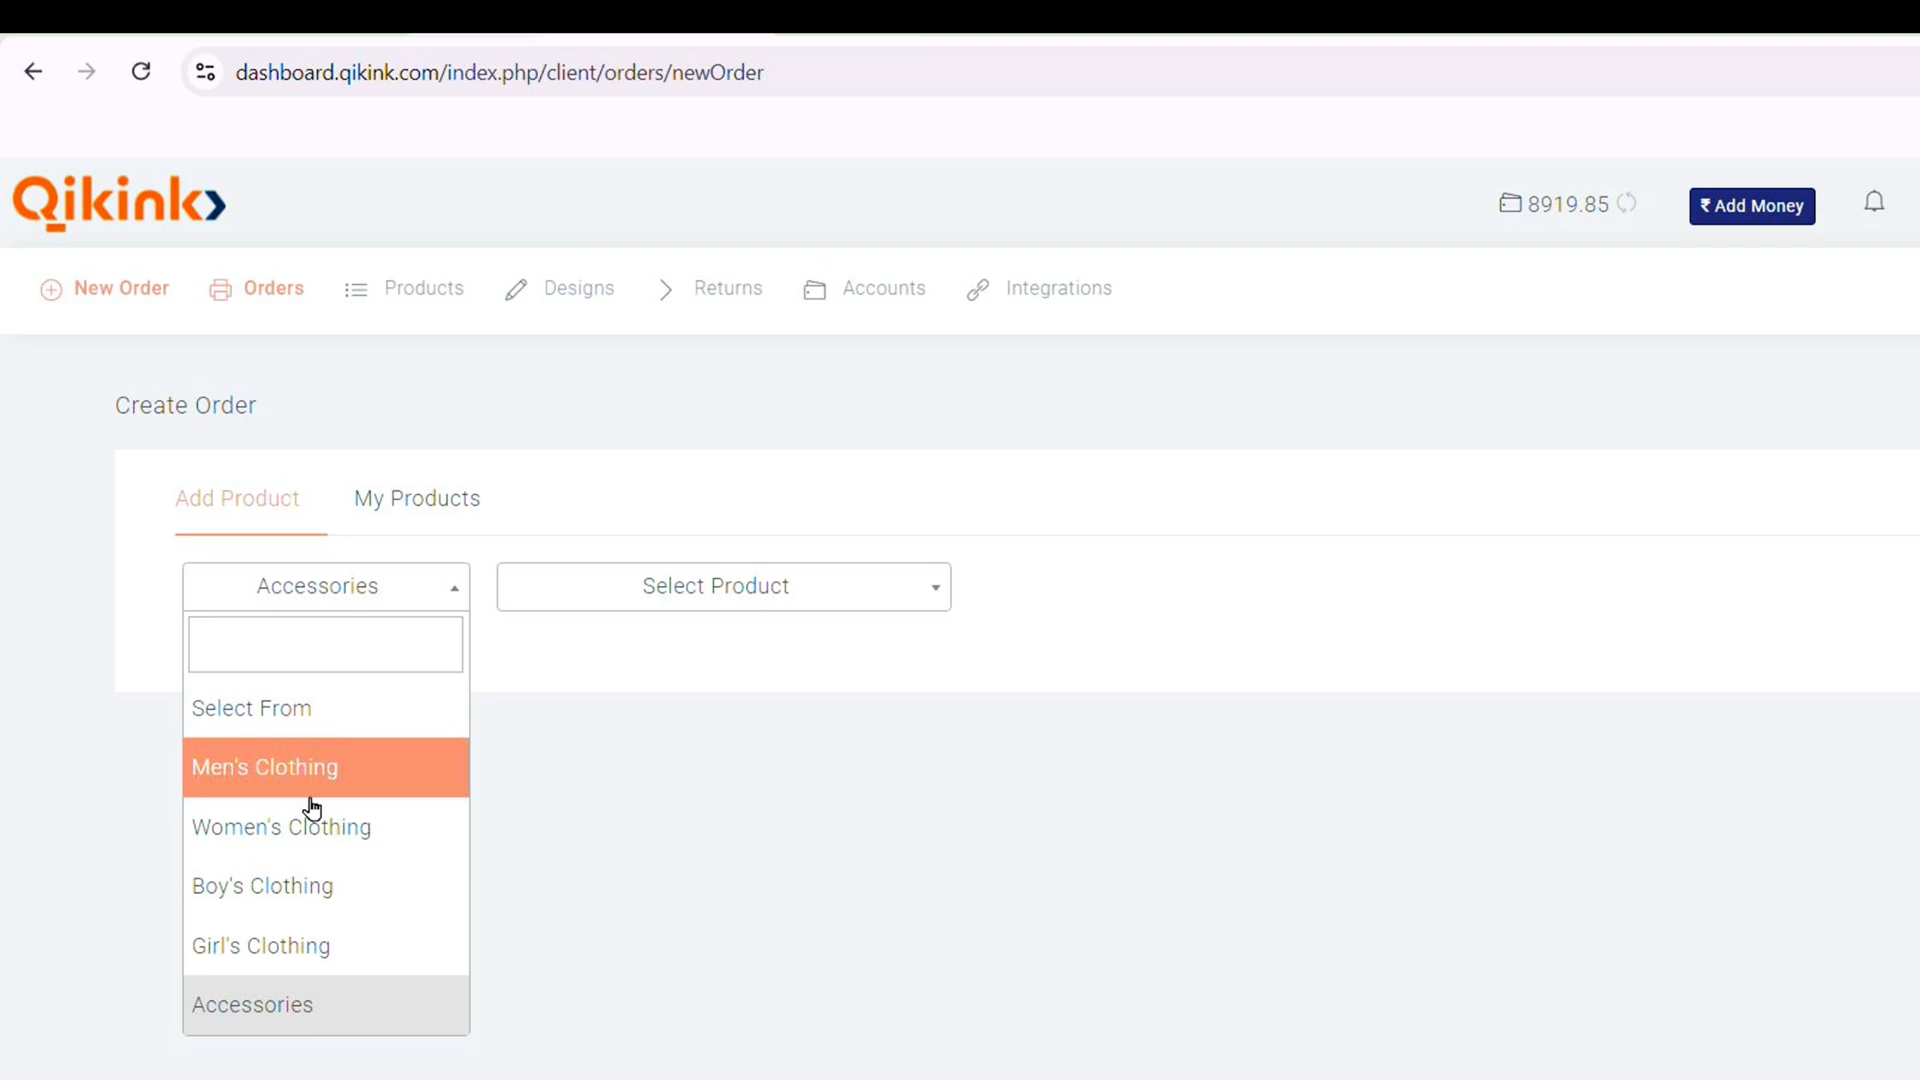 dashboard.qikink.com/index.php/client/orders/newOrder
Qikink
8919.85
₹ Add Money
New Order
Orders
Products
Designs
Returns
Accounts
Integrations
Create Order
Add Product
My Products
Accessories
Select Product
Select From
Men's Clothing
Women's Clothing
Boy's Clothing
Girl's Clothing
Accessories